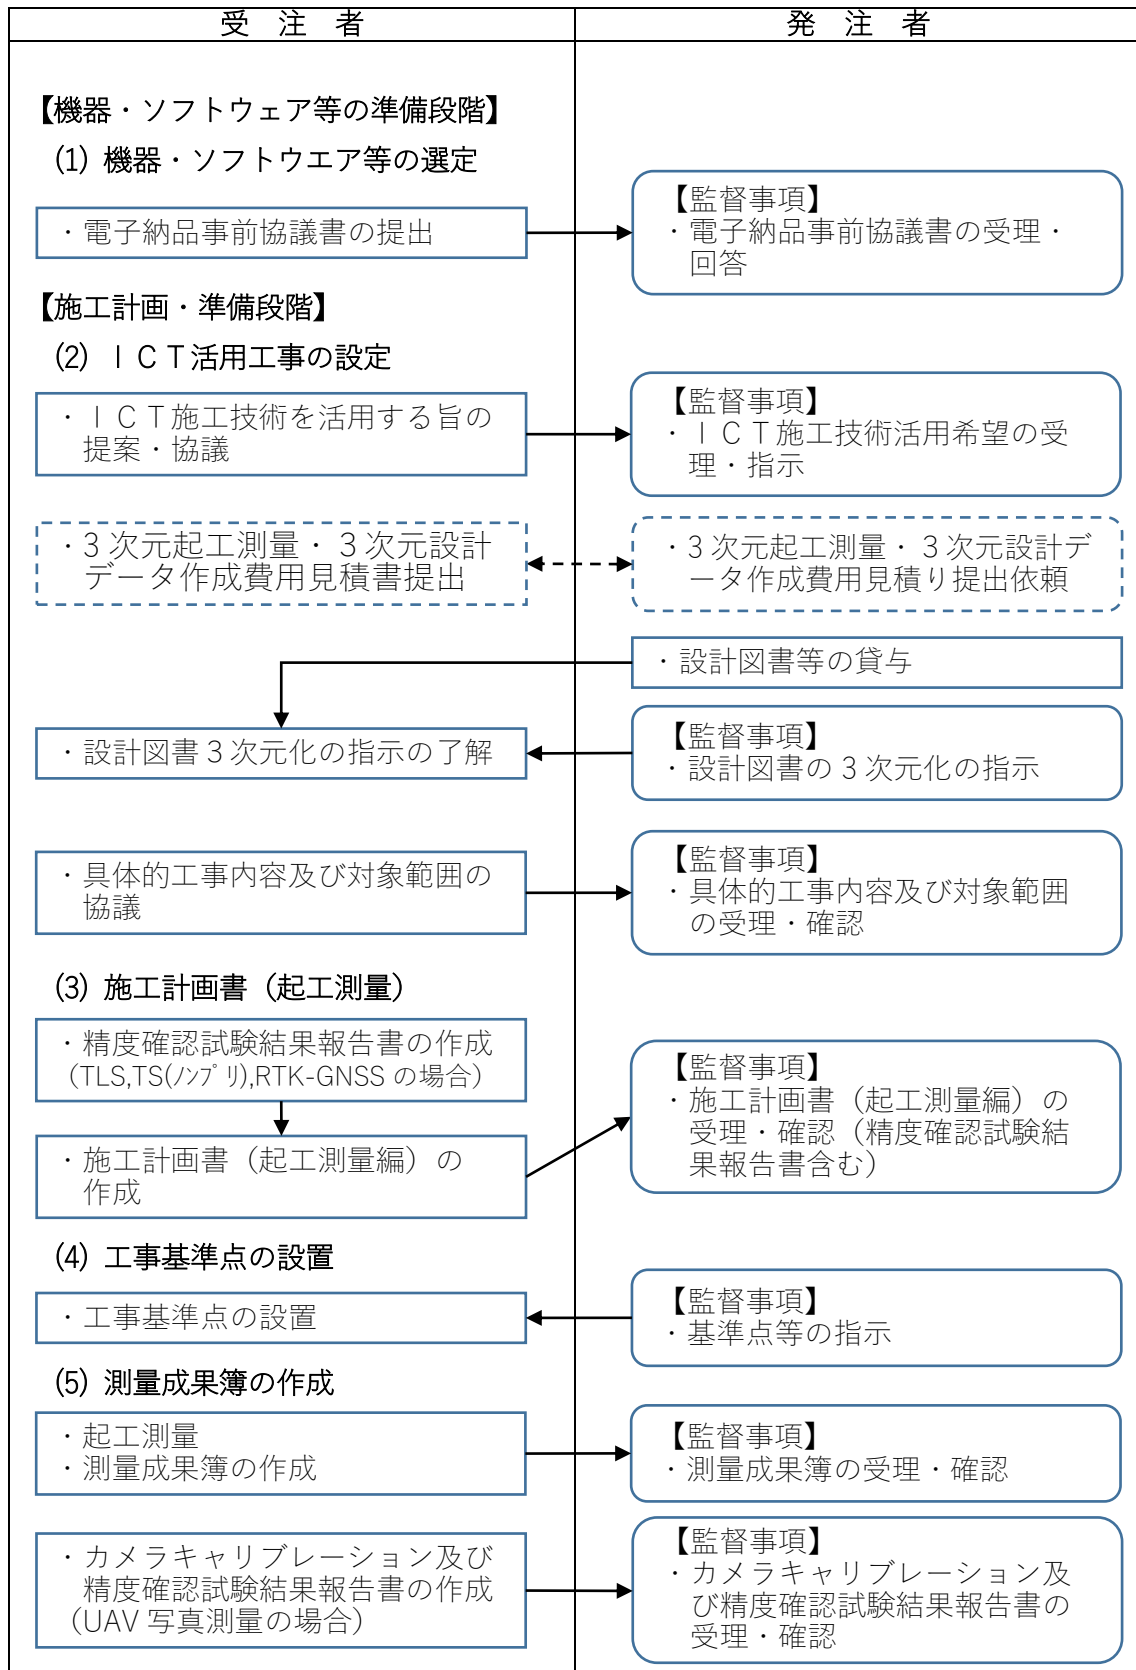 受 注 者
発 注 者
【機器・ソフトウェア等の準備段階】
(1) 機器・ソフトウエア等の選定
・電子納品事前協議書の提出
【監督事項】
・電子納品事前協議書の受理・
回答
【施工計画・準備段階】
(2) ＩＣＴ活用工事の設定
・ＩＣＴ施工技術を活用する旨の
提案・協議
【監督事項】
・ＩＣＴ施工技術活用希望の受
理・指示
・3次元起工測量・３次元設計
データ作成費用見積書提出
・3次元起工測量・３次元設計デ
ータ作成費用見積り提出依頼
・設計図書等の貸与
・設計図書３次元化の指示の了解
【監督事項】
・設計図書の３次元化の指示
・具体的工事内容及び対象範囲の
協議
【監督事項】
・具体的工事内容及び対象範囲
の受理・確認
(3) 施工計画書（起工測量）
・精度確認試験結果報告書の作成
（TLS,TS(ﾉﾝﾌﾟﾘ),RTK-GNSS の場合）
・施工計画書（起工測量編）の
作成
【監督事項】
・施工計画書（起工測量編）の
受理・確認（精度確認試験結
果報告書含む）
(4) 工事基準点の設置
・工事基準点の設置
【監督事項】
・基準点等の指示
(5) 測量成果簿の作成
・起工測量
・測量成果簿の作成
【監督事項】
・測量成果簿の受理・確認
・カメラキャリブレーション及び
精度確認試験結果報告書の作成
（UAV 写真測量の場合）
【監督事項】
・カメラキャリブレーション及
び精度確認試験結果報告書の
受理・確認